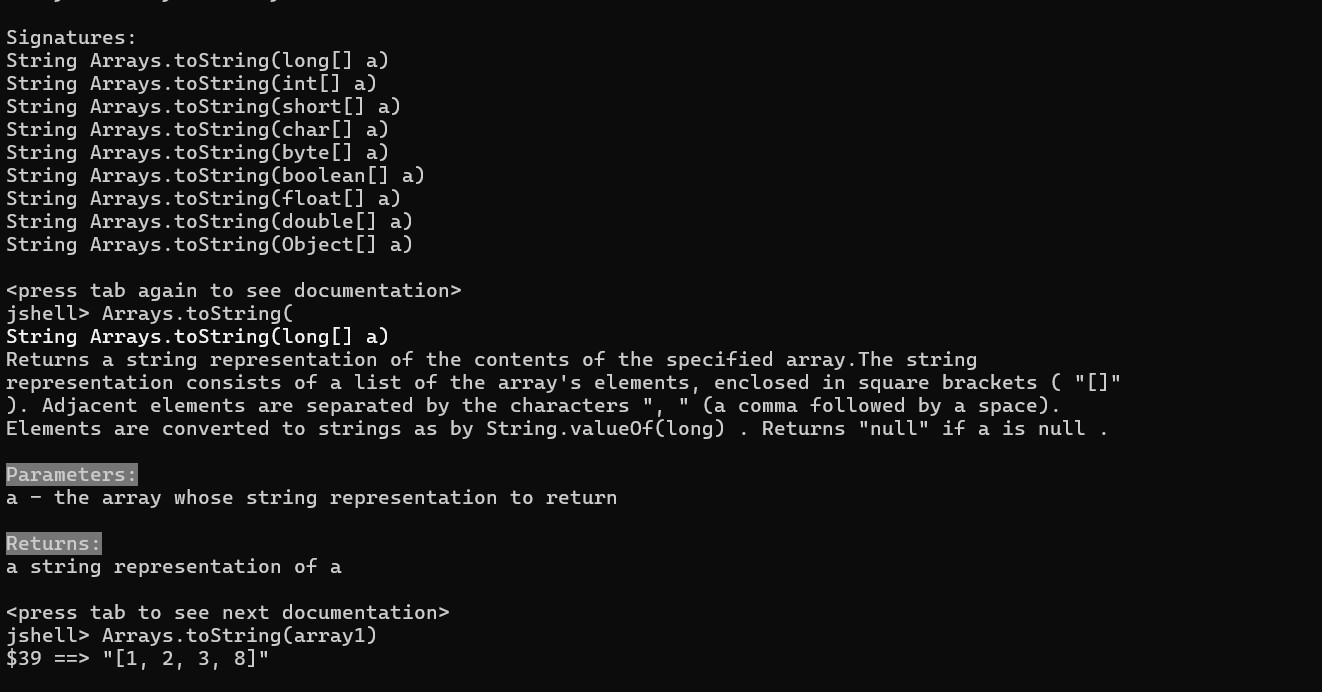 Signatures:
String Arrays.toString(long[] a)
String Arrays.toString(int[] a)
String Arrays.toString(short[] a)
String Arrays.toString(char[] a)
String Arrays.toString(byte[] a)
String Arrays.toString(boolean[] a)
String Arrays.toString(float[] a)
String Arrays.toString(double[] a)
String Arrays.toString(Object[] a)
<press tab again to see documentation>
jshell> Arrays.toString(
String Arrays.toString(long[] a)
Returns a string representation of the contents of the specified array.The string
representation consists of a list of the array's elements, enclosed in square brackets ( "[]"
). Adjacent elements are separated by the characters ", " (a comma followed by a space).
Elements are converted to strings as by String.valueOf(long) . Returns "null" if a is null .
Parameters:
a - the array whose string representation to return
Returns:
a string representation of a
<press tab to see next documentation>
jshell> Arrays.toString(array1)
$39 ==> "[1, 2, 3, 8]"